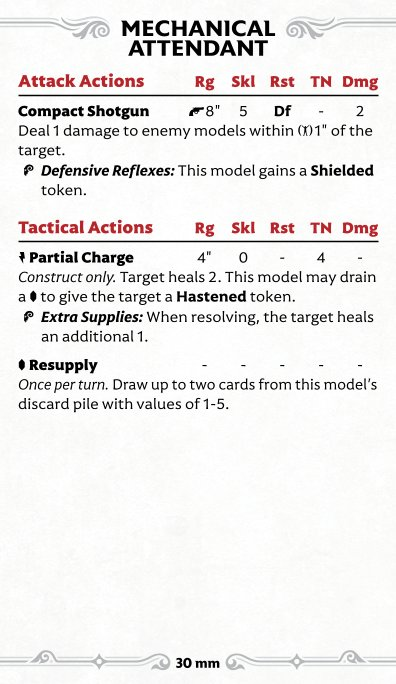 MECHANICAL
ATTENDANT
Attack Actions Rg Skl Rst TN Dmg
Compact Shotgun 8" 5 Df - 2
Deal 1 damage to enemy models within 1" of the
target.
Defensive Reflexes: This model gains a Shielded
token.
Tactical Actions Rg Skl Rst TN Dmg
Partial Charge 4" 0 - 4 -
Construct only. Target heals 2. This model may drain
a to give the target a Hastened token.
Extra Supplies: When resolving, the target heals
an additional 1.
Resupply - - - - -
Once per turn. Draw up to two cards from this model's
discard pile with values of 1-5.
30 mm